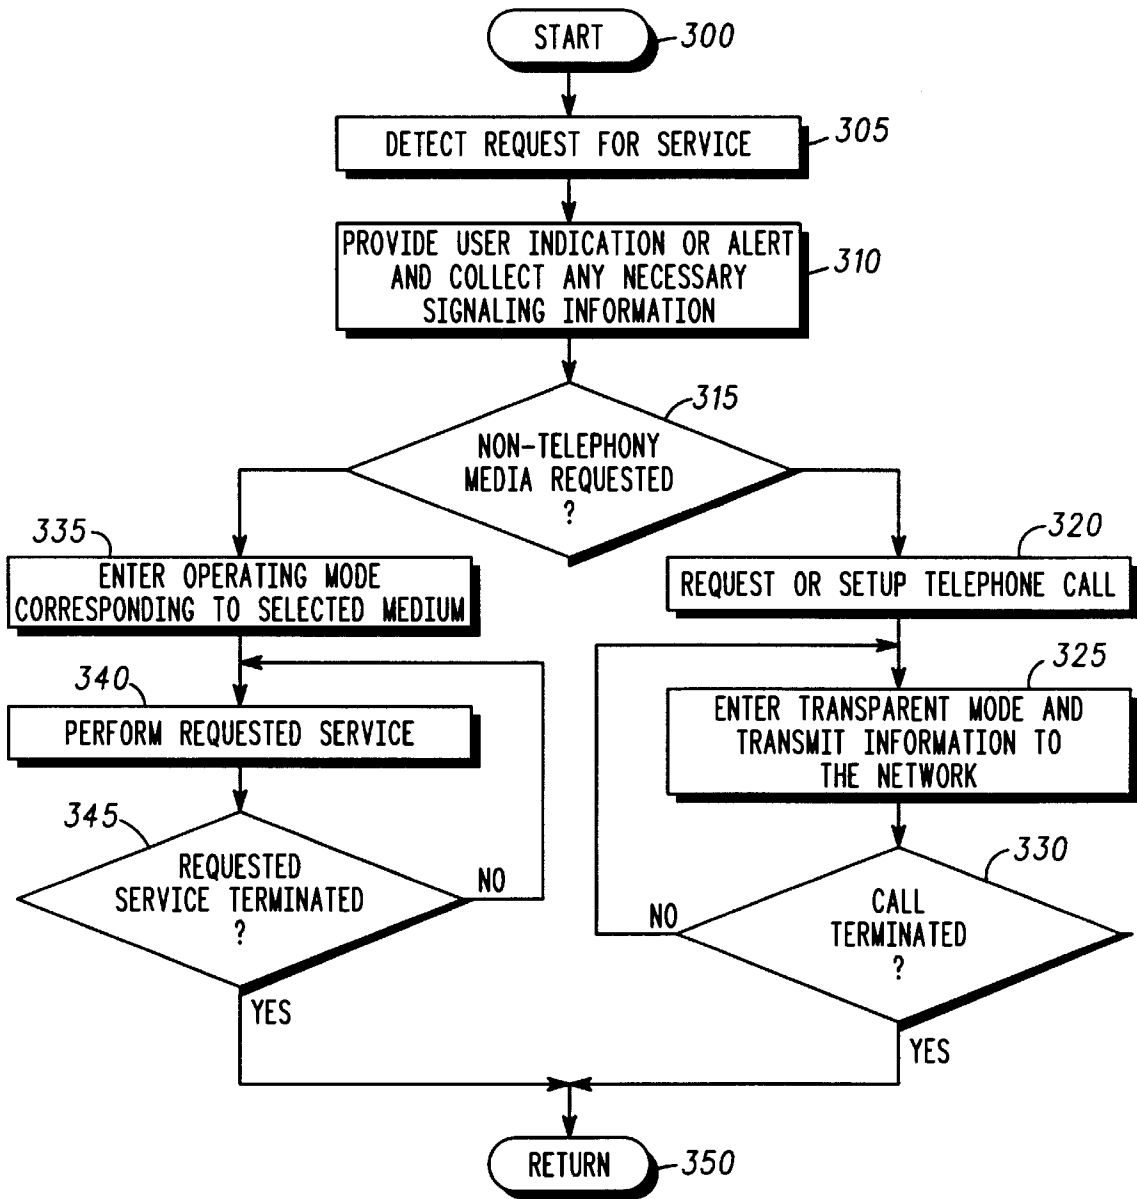 START
300
DETECT REQUEST FOR SERVICE
305
PROVIDE USER INDICATION OR ALERT
AND COLLECT ANY NECESSARY
SIGNALING INFORMATION
310
315
NON-TELEPHONY
MEDIA REQUESTED
?
335
ENTER OPERATING MODE
CORRESPONDING TO SELECTED MEDIUM
340
PERFORM REQUESTED SERVICE
345
REQUESTED
SERVICE TERMINATED
?
NO
YES
320
REQUEST OR SETUP TELEPHONE CALL
325
ENTER TRANSPARENT MODE AND
TRANSMIT INFORMATION TO
THE NETWORK
330
CALL
TERMINATED
?
NO
YES
RETURN
350